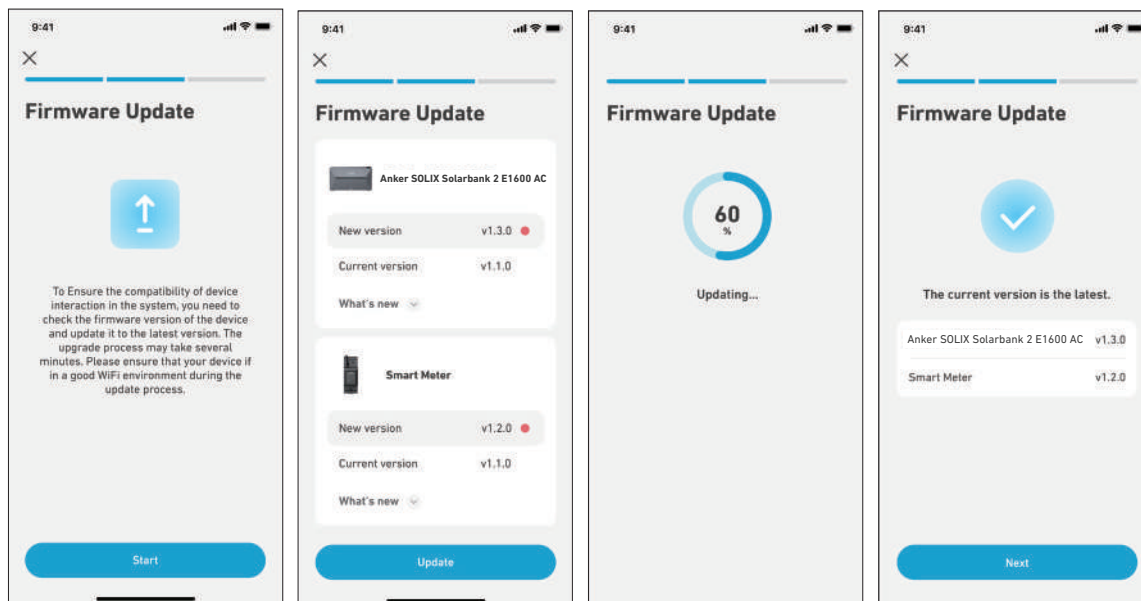 9:41
Firmware Update
To Ensure the compatibility of device
interaction in the system, you need to
check the firmware version of the device
and update it to the latest version. The
upgrade process may take several
minutes. Please ensure that your device if
in a good WiFi environment during the
update process.
Start
9:41
Firmware Update
Anker SOLIX Solarbank 2 E1600 AC
New version v1.3.0
Current version v1.1.0
What's new
Smart Meter
New version v1.2.0
Current version v1.1.0
What's new
Update
9:41
Firmware Update
60
%
Updating...
9:41
Firmware Update
The current version is the latest.
Anker SOLIX Solarbank 2 E1600 AC v1.3.0
Smart Meter v1.2.0
Next